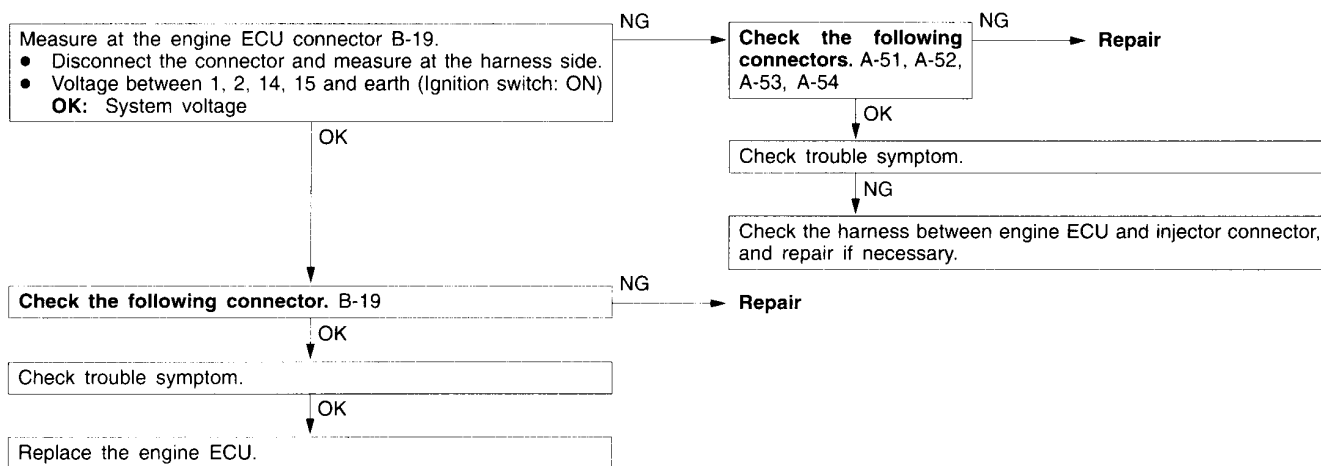 Measure at the engine ECU connector B-19.
● Disconnect the connector and measure at the harness side.
● Voltage between 1, 2, 14, 15 and earth (Ignition switch: ON)
OK: System voltage
NG
Check the following
connectors. A-51, A-52,
A-53, A-54
NG
Repair
OK
OK
Check trouble symptom.
NG
Check the harness between engine ECU and injector connector,
and repair if necessary.
Check the following connector. B-19
NG
Repair
OK
Check trouble symptom.
OK
Replace the engine ECU.